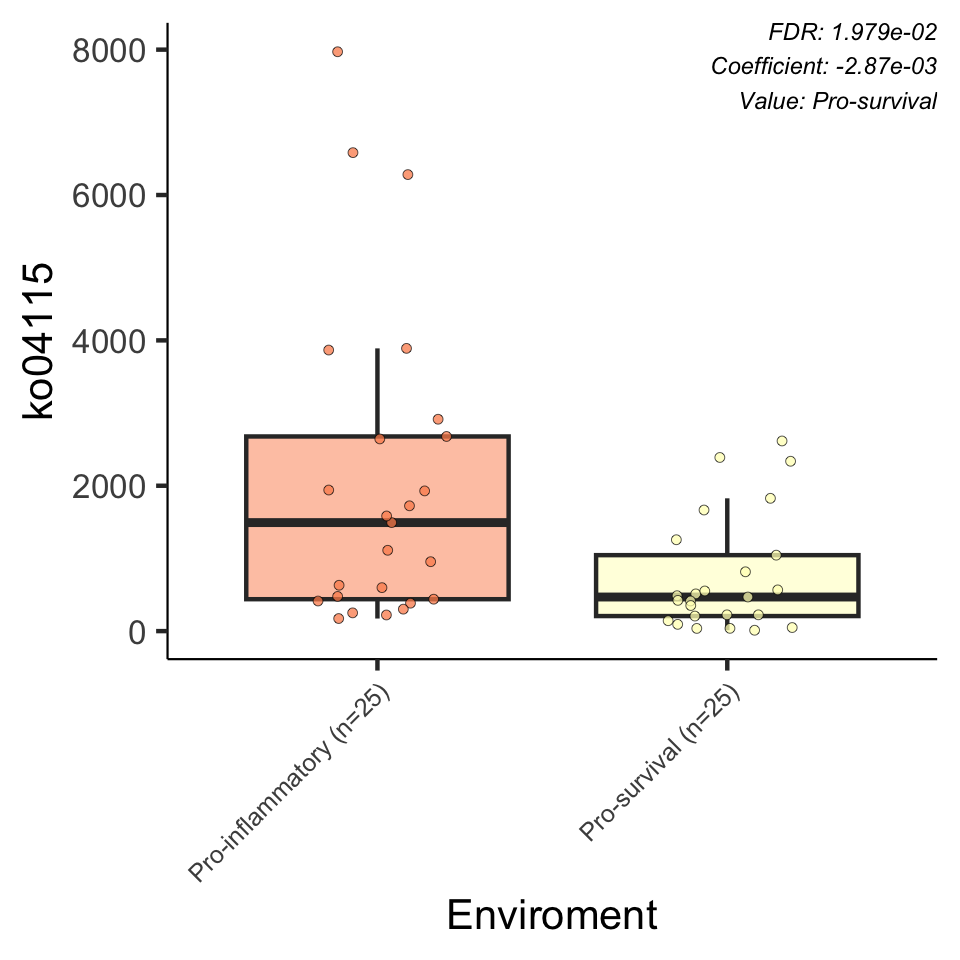 FDR: 1.979e-02
Coefficient: -2.87e-03
Value: Pro-survival
8000
6000
4000
2000
0
ko04115
Pro-inflammatory (n=25)
Pro-survival (n=25)
Enviroment